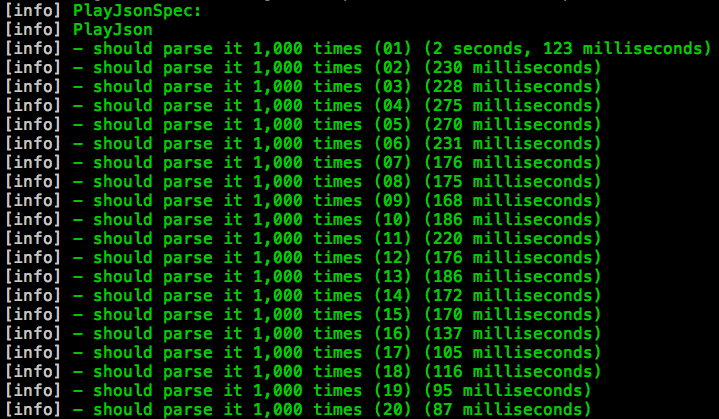 [info] PlayJsonSpec:
[info] PlayJson
[info] – should parse it 1,000 times (01) (2 seconds, 123 milliseconds)
[info] – should parse it 1,000 times (02) (230 milliseconds)
[info] – should parse it 1,000 times (03) (228 milliseconds)
[info] – should parse it 1,000 times (04) (275 milliseconds)
[info] – should parse it 1,000 times (05) (270 milliseconds)
[info] – should parse it 1,000 times (06) (231 milliseconds)
[info] – should parse it 1,000 times (07) (176 milliseconds)
[info] – should parse it 1,000 times (08) (175 milliseconds)
[info] – should parse it 1,000 times (09) (168 milliseconds)
[info] – should parse it 1,000 times (10) (186 milliseconds)
[info] – should parse it 1,000 times (11) (220 milliseconds)
[info] – should parse it 1,000 times (12) (176 milliseconds)
[info] – should parse it 1,000 times (13) (186 milliseconds)
[info] – should parse it 1,000 times (14) (172 milliseconds)
[info] – should parse it 1,000 times (15) (170 milliseconds)
[info] – should parse it 1,000 times (16) (137 milliseconds)
[info] – should parse it 1,000 times (17) (105 milliseconds)
[info] – should parse it 1,000 times (18) (116 milliseconds)
[info] – should parse it 1,000 times (19) (95 milliseconds)
[info] – should parse it 1,000 times (20) (87 milliseconds)